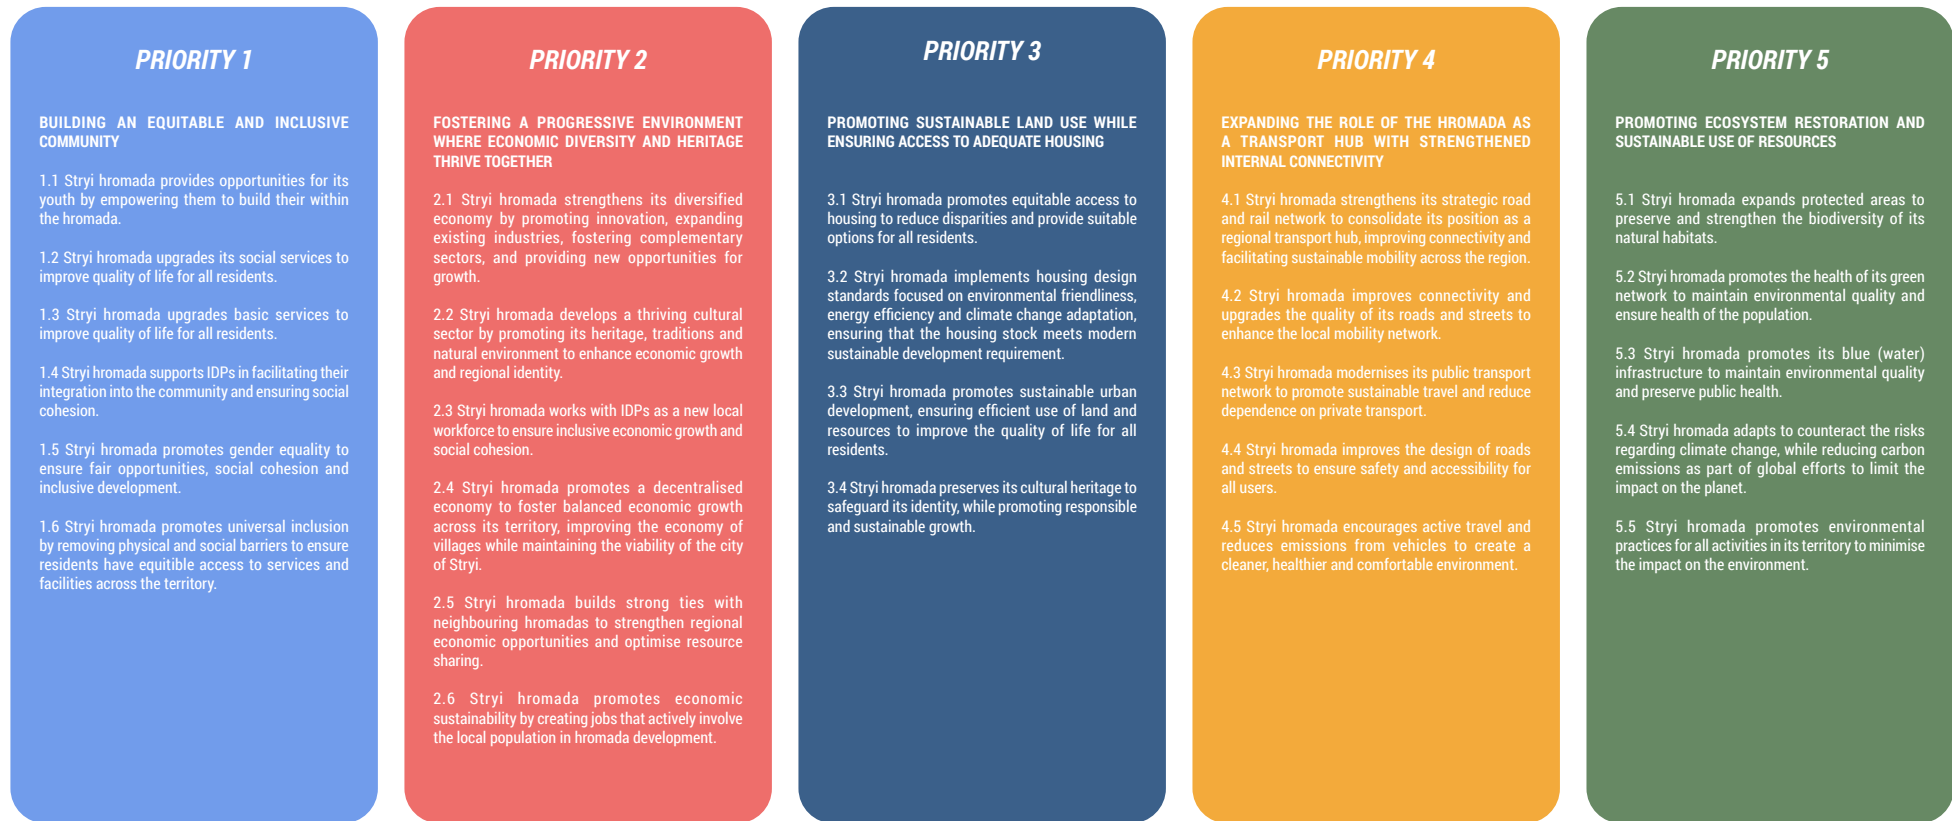 PRIORITY 1
BUILDING AN EQUITABLE AND INCLUSIVE
COMMUNITY
1.1 Stryi hromada provides opportunities for its
youth by empowering them to build their within
the hromada.
1.2 Stryi hromada upgrades its social services to
improve quality of life for all residents.
1.3 Stryi hromada upgrades basic services to
improve quality of life for all residents.
1.4 Stryi hromada supports IDPs in facilitating their
integration into the community and ensuring social
cohesion.
1.5 Stryi hromada promotes gender equality to
ensure fair opportunities, social cohesion and
inclusive development.
1.6 Stryi hromada promotes universal inclusion
by removing physical and social barriers to ensure
residents have equitible access to services and
facilities across the territory.
PRIORITY 2
FOSTERING A PROGRESSIVE ENVIRONMENT
WHERE ECONOMIC DIVERSITY AND HERITAGE
THRIVE TOGETHER
2.1 Stryi hromada strengthens its diversified
economy by promoting innovation, expanding
existing industries, fostering complementary
sectors, and providing new opportunities for
growth.
2.2 Stryi hromada develops a thriving cultural
sector by promoting its heritage, traditions and
natural environment to enhance economic growth
and regional identity.
2.3 Stryi hromada works with IDPs as a new local
workforce to ensure inclusive economic growth and
social cohesion.
2.4 Stryi hromada promotes a decentralised
economy to foster balanced economic growth
across its territory, improving the economy of
villages while maintaining the viability of the city
of Stryi.
2.5 Stryi hromada builds strong ties with
neighbouring hromadas to strengthen regional
economic opportunities and optimise resource
sharing.
2.6 Stryi hromada promotes economic
sustainability by creating jobs that actively involve
the local population in hromada development.
PRIORITY 3
PROMOTING SUSTAINABLE LAND USE WHILE
ENSURING ACCESS TO ADEQUATE HOUSING
3.1 Stryi hromada promotes equitable access to
housing to reduce disparities and provide suitable
options for all residents.
3.2 Stryi hromada implements housing design
standards focused on environmental friendliness,
energy efficiency and climate change adaptation,
ensuring that the housing stock meets modern
sustainable development requirement.
3.3 Stryi hromada promotes sustainable urban
development, ensuring efficient use of land and
resources to improve the quality of life for all
residents.
3.4 Stryi hromada preserves its cultural heritage to
safeguard its identity, while promoting responsible
and sustainable growth.
PRIORITY 4
EXPANDING THE ROLE OF THE HROMADA AS
A TRANSPORT HUB WITH STRENGTHENED
INTERNAL CONNECTIVITY
4.1 Stryi hromada strengthens its strategic road
and rail network to consolidate its position as a
regional transport hub, improving connectivity and
facilitating sustainable mobility across the region.
4.2 Stryi hromada improves connectivity and
upgrades the quality of its roads and streets to
enhance the local mobility network.
4.3 Stryi hromada modernises its public transport
network to promote sustainable travel and reduce
dependence on private transport.
4.4 Stryi hromada improves the design of roads
and streets to ensure safety and accessibility for
all users.
4.5 Stryi hromada encourages active travel and
reduces emissions from vehicles to create a
cleaner, healthier and comfortable environment.
PRIORITY 5
PROMOTING ECOSYSTEM RESTORATION AND
SUSTAINABLE USE OF RESOURCES
5.1 Stryi hromada expands protected areas to
preserve and strengthen the biodiversity of its
natural habitats.
5.2 Stryi hromada promotes the health of its green
network to maintain environmental quality and
ensure health of the population.
5.3 Stryi hromada promotes its blue (water)
infrastructure to maintain environmental quality
and preserve public health.
5.4 Stryi hromada adapts to counteract the risks
regarding climate change, while reducing carbon
emissions as part of global efforts to limit the
impact on the planet.
5.5 Stryi hromada promotes environmental
practices for all activities in its territory to minimise
the impact on the environment.